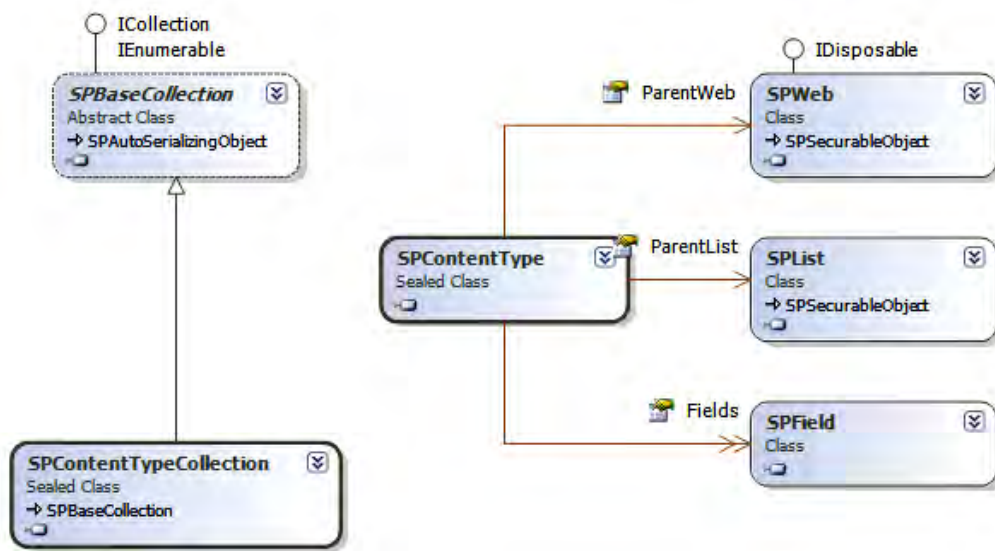 ICollection
IEnumerable
SPBaseCollection
Abstract Class
SPAutoSerializingObject
SPContentTypeCollection
Sealed Class
SPBaseCollection
ParentWeb
IDisposable
SPWeb
Class
SPSecurableObject
SPContentType
Sealed Class
ParentList
SPList
Class
SPSecurableObject
Fields
SPField
Class